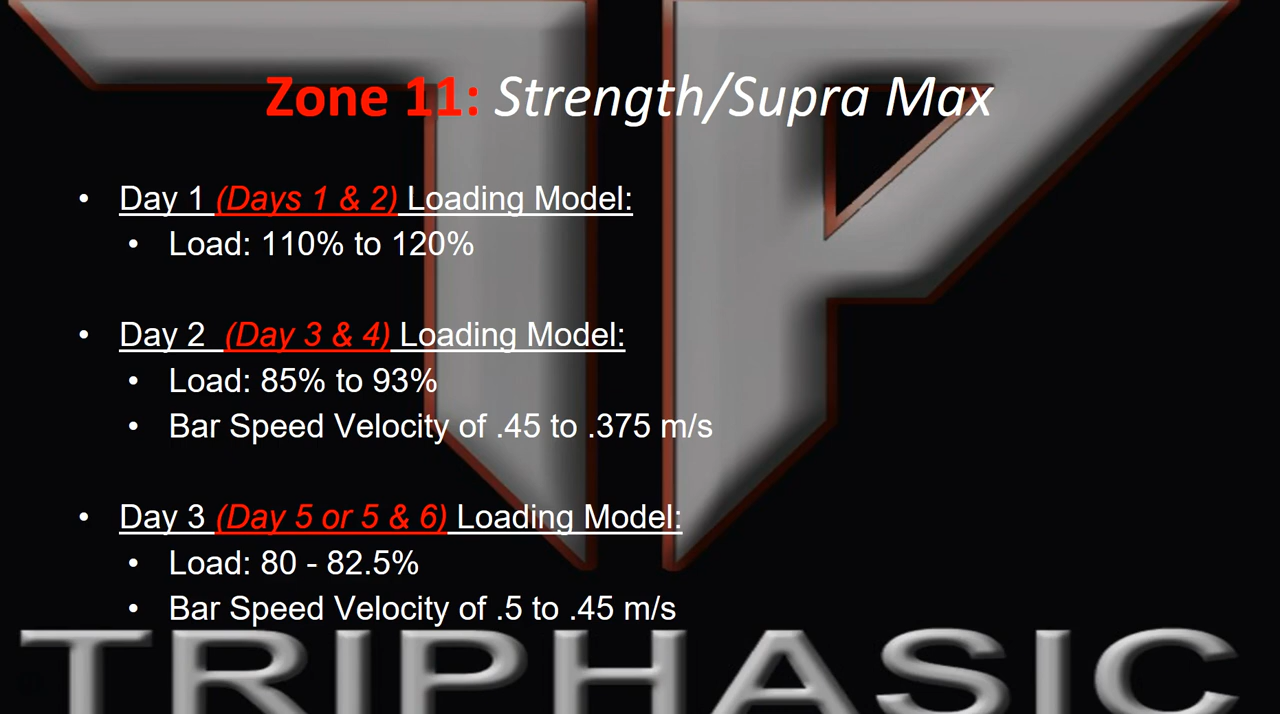 Zone 11: Strength/Supra Max
• Day 1 (Days 1 & 2) Loading Model:
• Load: 110% to 120%
• Day 2  (Day 3 & 4) Loading Model:
• Load: 85% to 93%
• Bar Speed Velocity of .45 to .375 m/s
• Day 3 (Day 5 or 5 & 6) Loading Model:
• Load: 80 - 82.5%
• Bar Speed Velocity of .5 to .45 m/s
TRIPHASIC